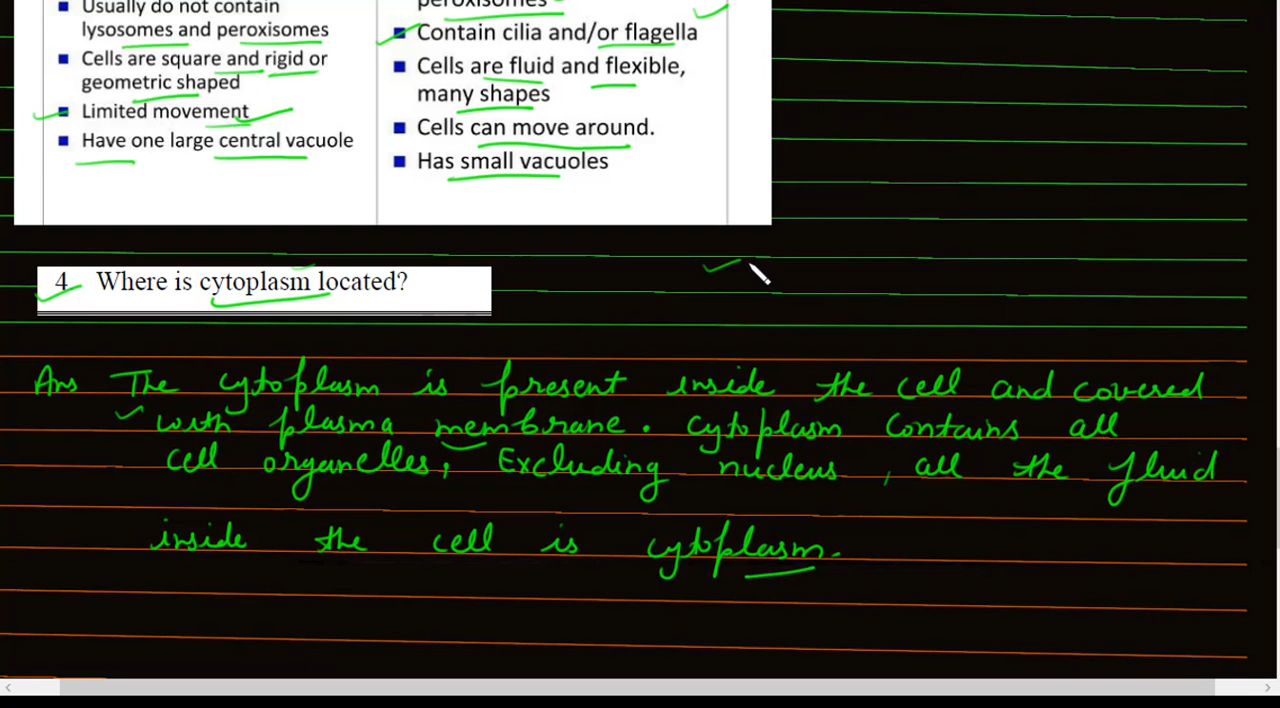 Usually do not contain
lysosomes and peroxisomes
Cells are square and rigid or
geometric shaped
Limited movement
Have one large central vacuole
peroxisomes
Contain cilia and/or flagella
Cells are fluid and flexible,
many shapes
Cells can move around.
Has small vacuoles
4. Where is cytoplasm located?
Ans The cytoplasm is present inside the cell and covered
with plasma membrane. Cytoplasm contains all
cell organelles, Excluding nucleus, all the fluid
inside the cell is cytoplasm.